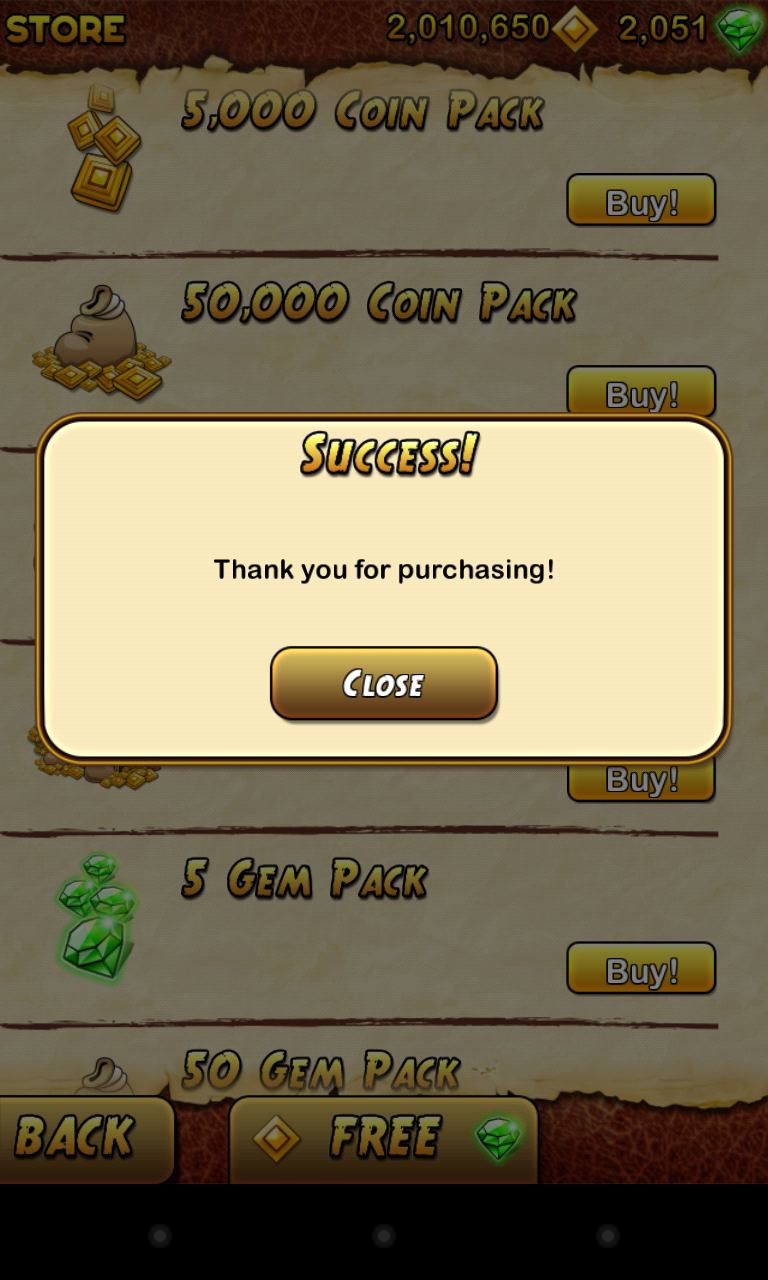 STORE 2,010,650 2,051
5,000 Coin Pack
Buy!
50,000 Coin Pack
Buy!
Success!
Thank you for purchasing!
Close
Buy!
5 Gem Pack
Buy!
50 Gem Pack
BACK FREE